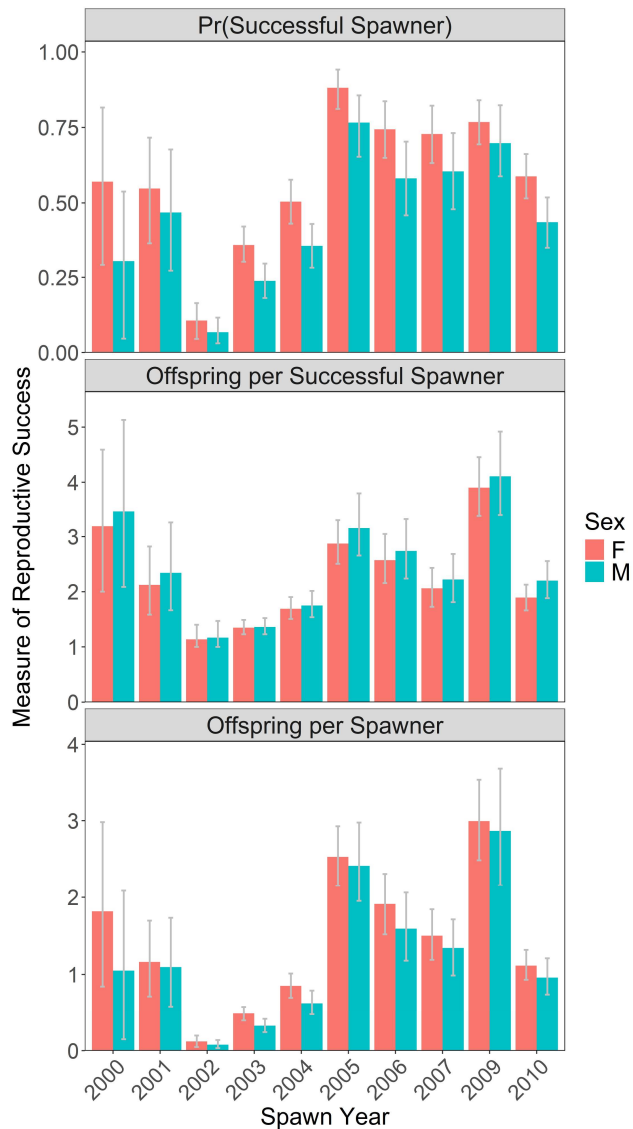 Pr(Successful Spawner)
1.00
0.75
0.50
0.25
0.00
Offspring per Successful Spawner
5
4
3
2
1
0
Offspring per Spawner
4
3
2
1
0
Measure of Reproductive Success
2000 2001 2002 2003 2004 2005 2006 2007 2009 2010
Spawn Year
Sex
F
M